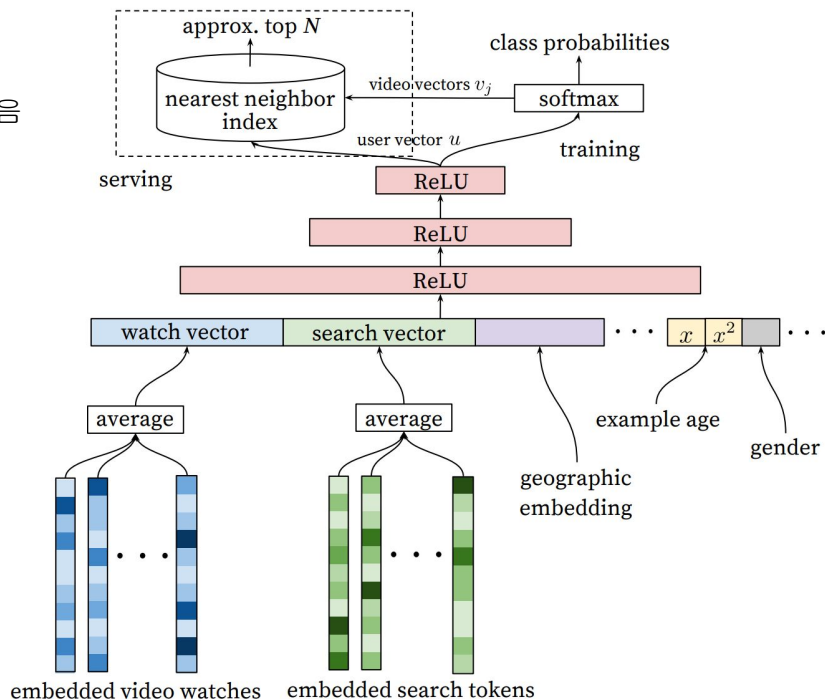 approx. top N
class probabilities
nearest neighbor
index
video vectors v_j
softmax
user vector u
training
serving
ReLU
ReLU
ReLU
watch vector
search vector
x
x²
average
average
example age
gender
geographic
embedding
embedded video watches
embedded search tokens